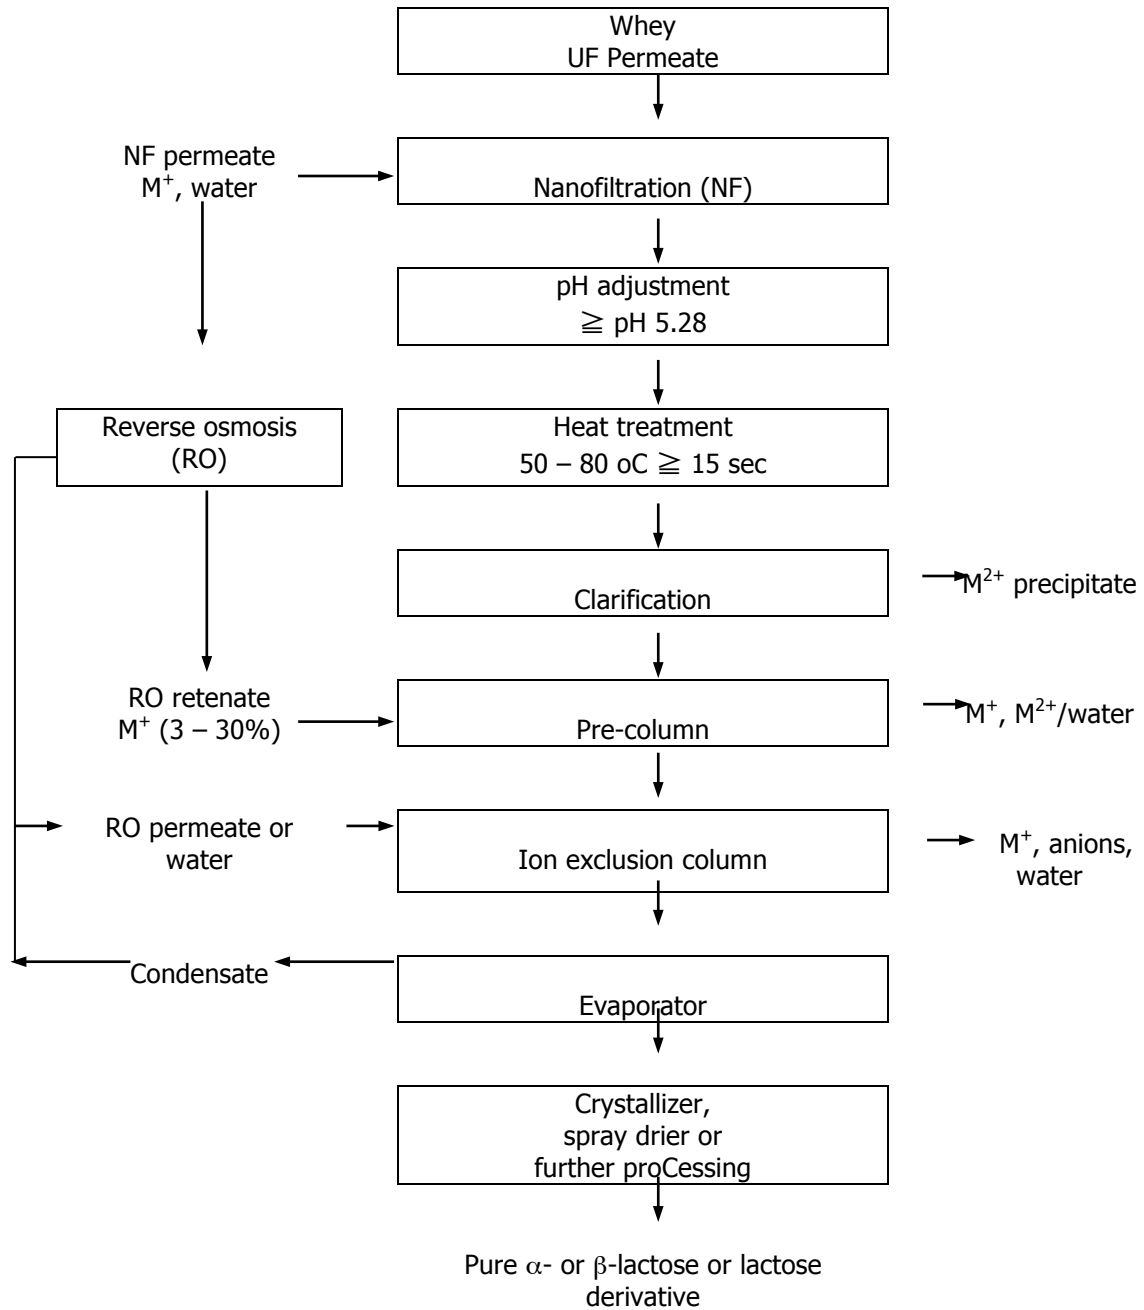 Whey
UF Permeate
NF permeate
M⁺, water
Nanofiltration (NF)
pH adjustment
≧ pH 5.28
Reverse osmosis
(RO)
Heat treatment
50 – 80 oC ≧ 15 sec
Clarification
M²⁺ precipitate
RO retenate
M⁺ (3 – 30%)
Pre-column
M⁺, M²⁺/water
RO permeate or
water
Ion exclusion column
M⁺, anions,
water
Condensate
Evaporator
Crystallizer,
spray drier or
further proCessing
Pure α- or β-lactose or lactose
derivative